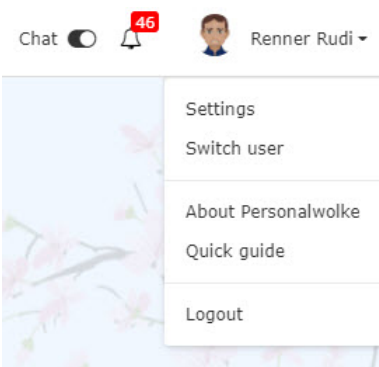 Chat 46 Renner Rudi
Settings
Switch user
About Personalwolke
Quick guide
Logout